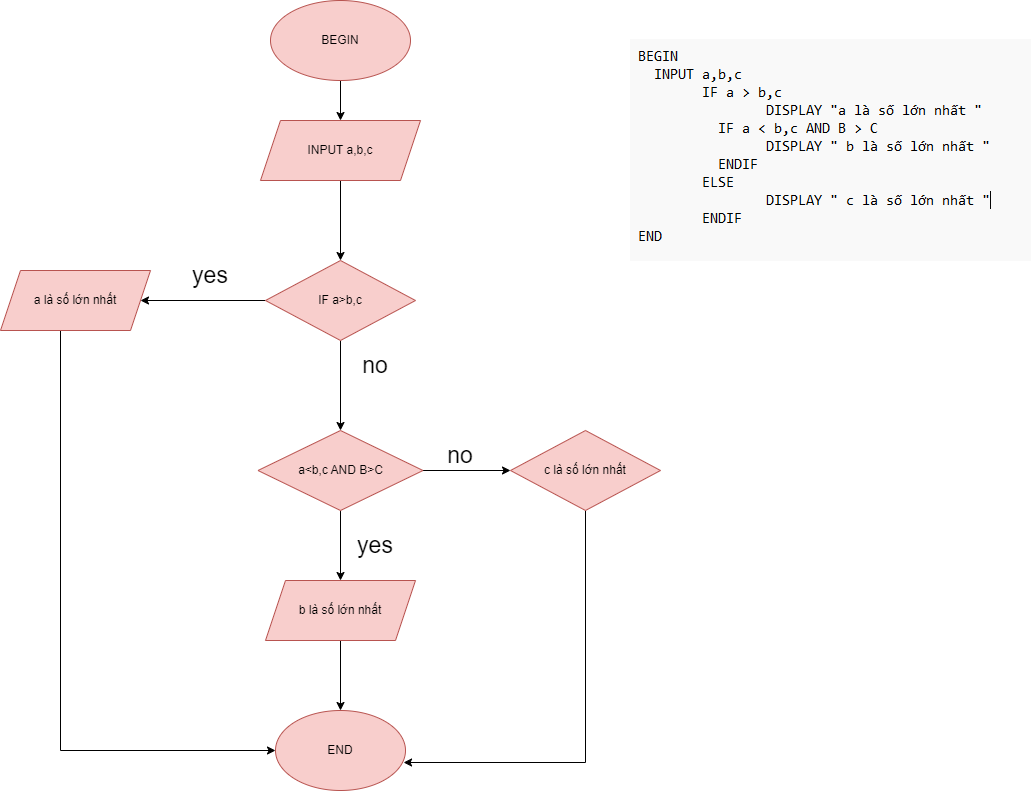 BEGIN
INPUT a,b,c
IF a>b,c
yes
a là số lớn nhất
no
a<b,c AND B>C
no
c là số lớn nhất
yes
b là số lớn nhất
END
BEGIN
INPUT a,b,c
IF a > b,c
DISPLAY "a là số lớn nhất "
IF a < b,c AND B > C
DISPLAY " b là số lớn nhất "
ENDIF
ELSE
DISPLAY " c là số lớn nhất "
ENDIF
END